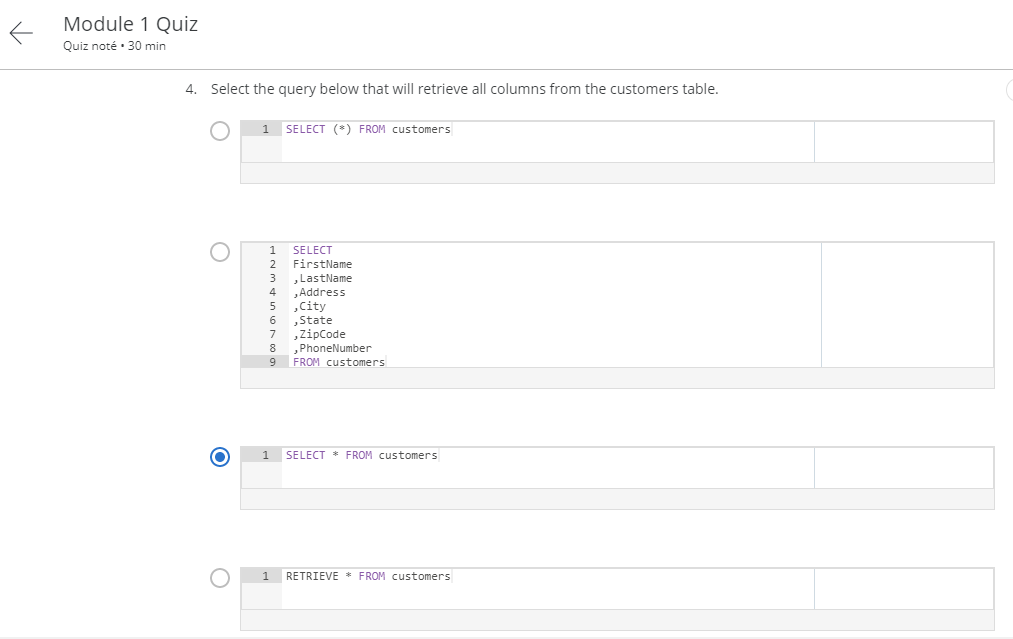 Module 1 Quiz
Quiz noté • 30 min
4. Select the query below that will retrieve all columns from the customers table.
1 SELECT (*) FROM customers
1 SELECT
2 FirstName
3 ,LastName
4 ,Address
5 ,City
6 ,State
7 ,ZipCode
8 ,PhoneNumber
9 FROM customers
1 SELECT * FROM customers
1 RETRIEVE * FROM customers